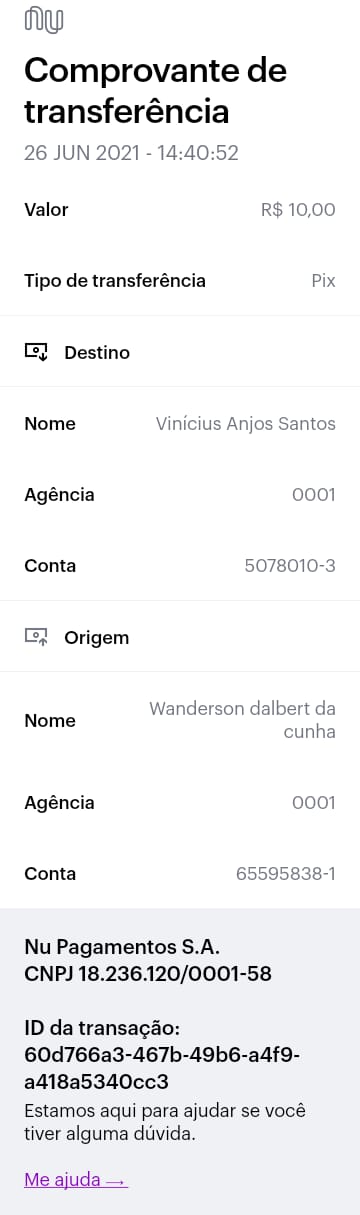 nu
Comprovante de
transferência
26 JUN 2021 - 14:40:52
Valor R$ 10,00
Tipo de transferência Pix
Destino
Nome Vinícius Anjos Santos
Agência 0001
Conta 5078010-3
Origem
Nome Wanderson dalbert da
cunha
Agência 0001
Conta 65595838-1
Nu Pagamentos S.A.
CNPJ 18.236.120/0001-58
ID da transação:
60d766a3-467b-49b6-a4f9-
a418a5340cc3
Estamos aqui para ajudar se você
tiver alguma dúvida.
Me ajuda →